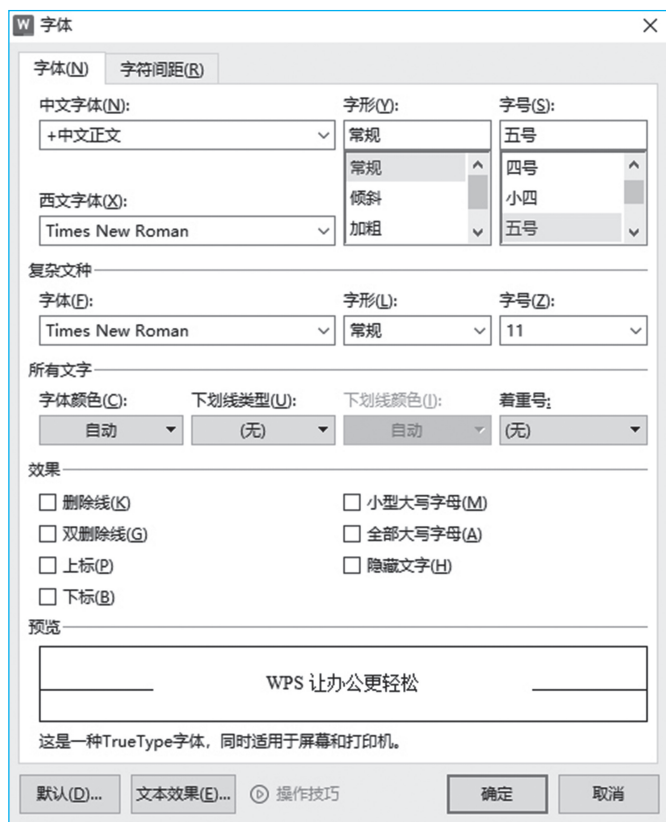 W 字体
字体(N) 字符间距(R)
中文字体(N): 字形(Y): 字号(S):
+中文正文 常规 五号
常规 四号
倾斜 小四
西文字体(X):
Times New Roman 加粗 五号
复杂文种
字体(F): 字形(L): 字号(Z):
Times New Roman 常规 11
所有文字
字体颜色(C): 下划线类型(U): 下划线颜色(I): 着重号:
自动 (无) 自动 (无)
效果
删除线(K) 小型大写字母(M)
双删除线(G) 全部大写字母(A)
上标(P) 隐藏文字(H)
下标(B)
预览
WPS 让办公更轻松
这是一种TrueType字体，同时适用于屏幕和打印机。
默认(D)... 文本效果(E)... 操作技巧 确定 取消